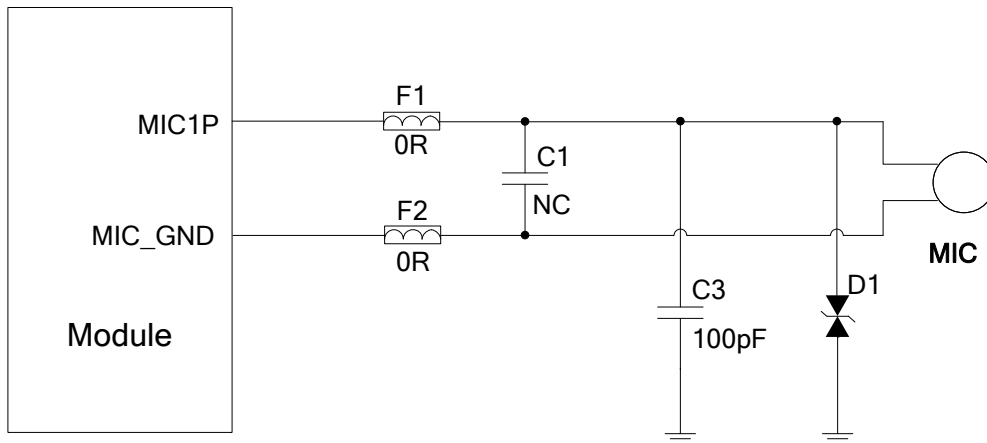 F1
MIC1P
0R
C1
NC
F2
MIC_GND
0R
MIC
C3
D1
100pF
Module